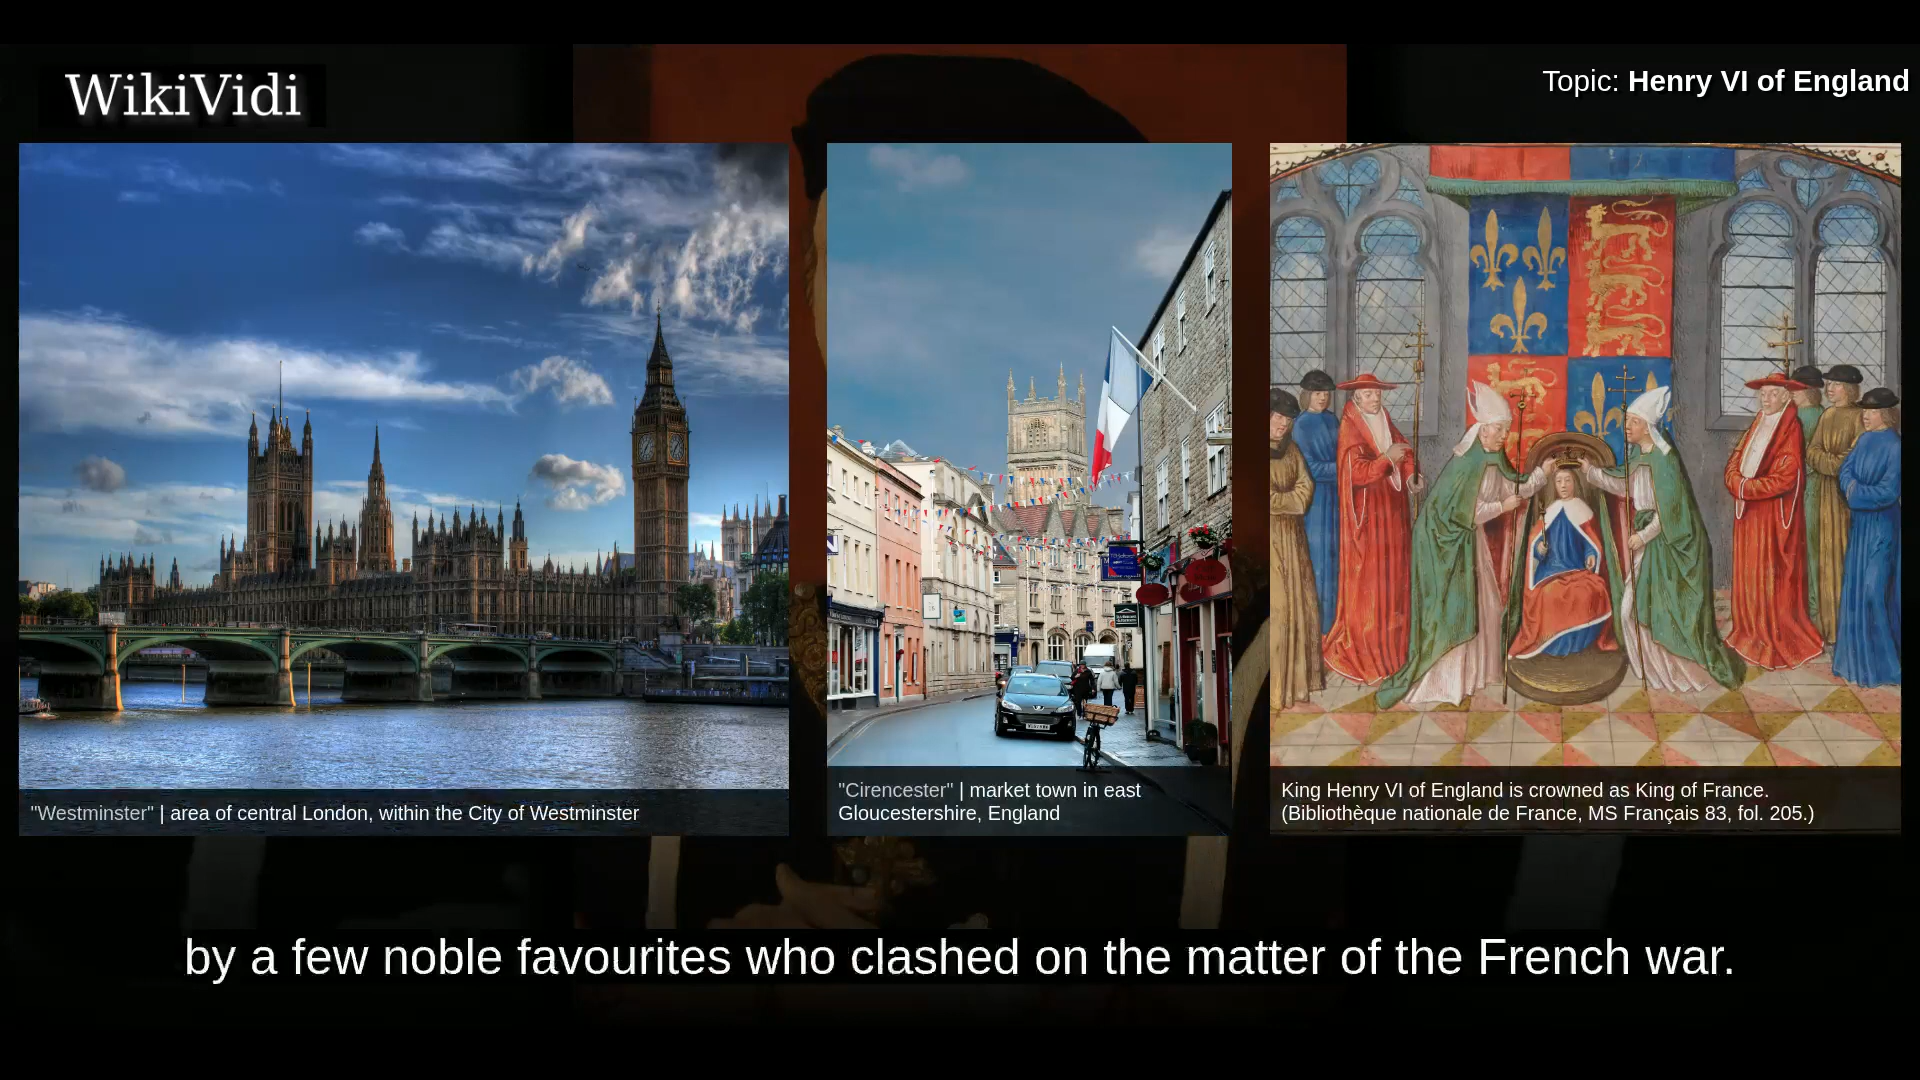 WikiVidi
Topic: Henry VI of England
"Westminster" | area of central London, within the City of Westminster
"Cirencester" | market town in east
Gloucestershire, England
King Henry VI of England is crowned as King of France.
(Bibliothèque nationale de France, MS Français 83, fol. 205.)
by a few noble favourites who clashed on the matter of the French war.